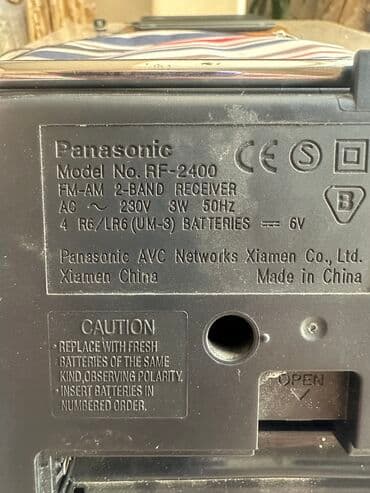 Panasonic
Model No. RF-2400
FM-AM 2-BAND RECEIVER
AC ~ 230V 3W 50Hz
4 R6/LR6(UM-3) BATTERIES ⎓ 6V
Panasonic AVC Networks Xiamen Co., Ltd.
Xiamen China Made in China
CE S
B
CAUTION
•REPLACE WITH FRESH
BATTERIES OF THE SAME
KIND,OBSERVING POLARITY.
•INSERT BATTERIES IN
NUMBERED ORDER.
2
OPEN